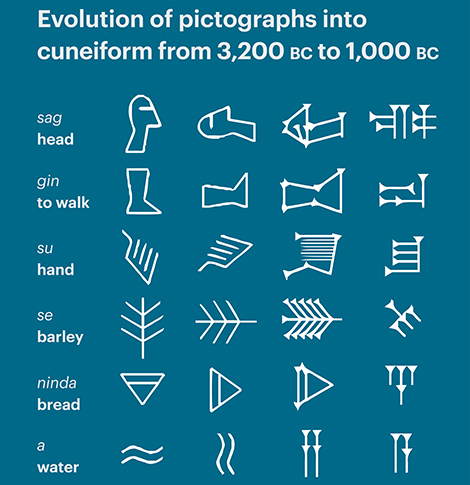 Evolution of pictographs into
cuneiform from 3,200 BC to 1,000 BC
sag
head
gin
to walk
su
hand
se
barley
ninda
bread
a
water